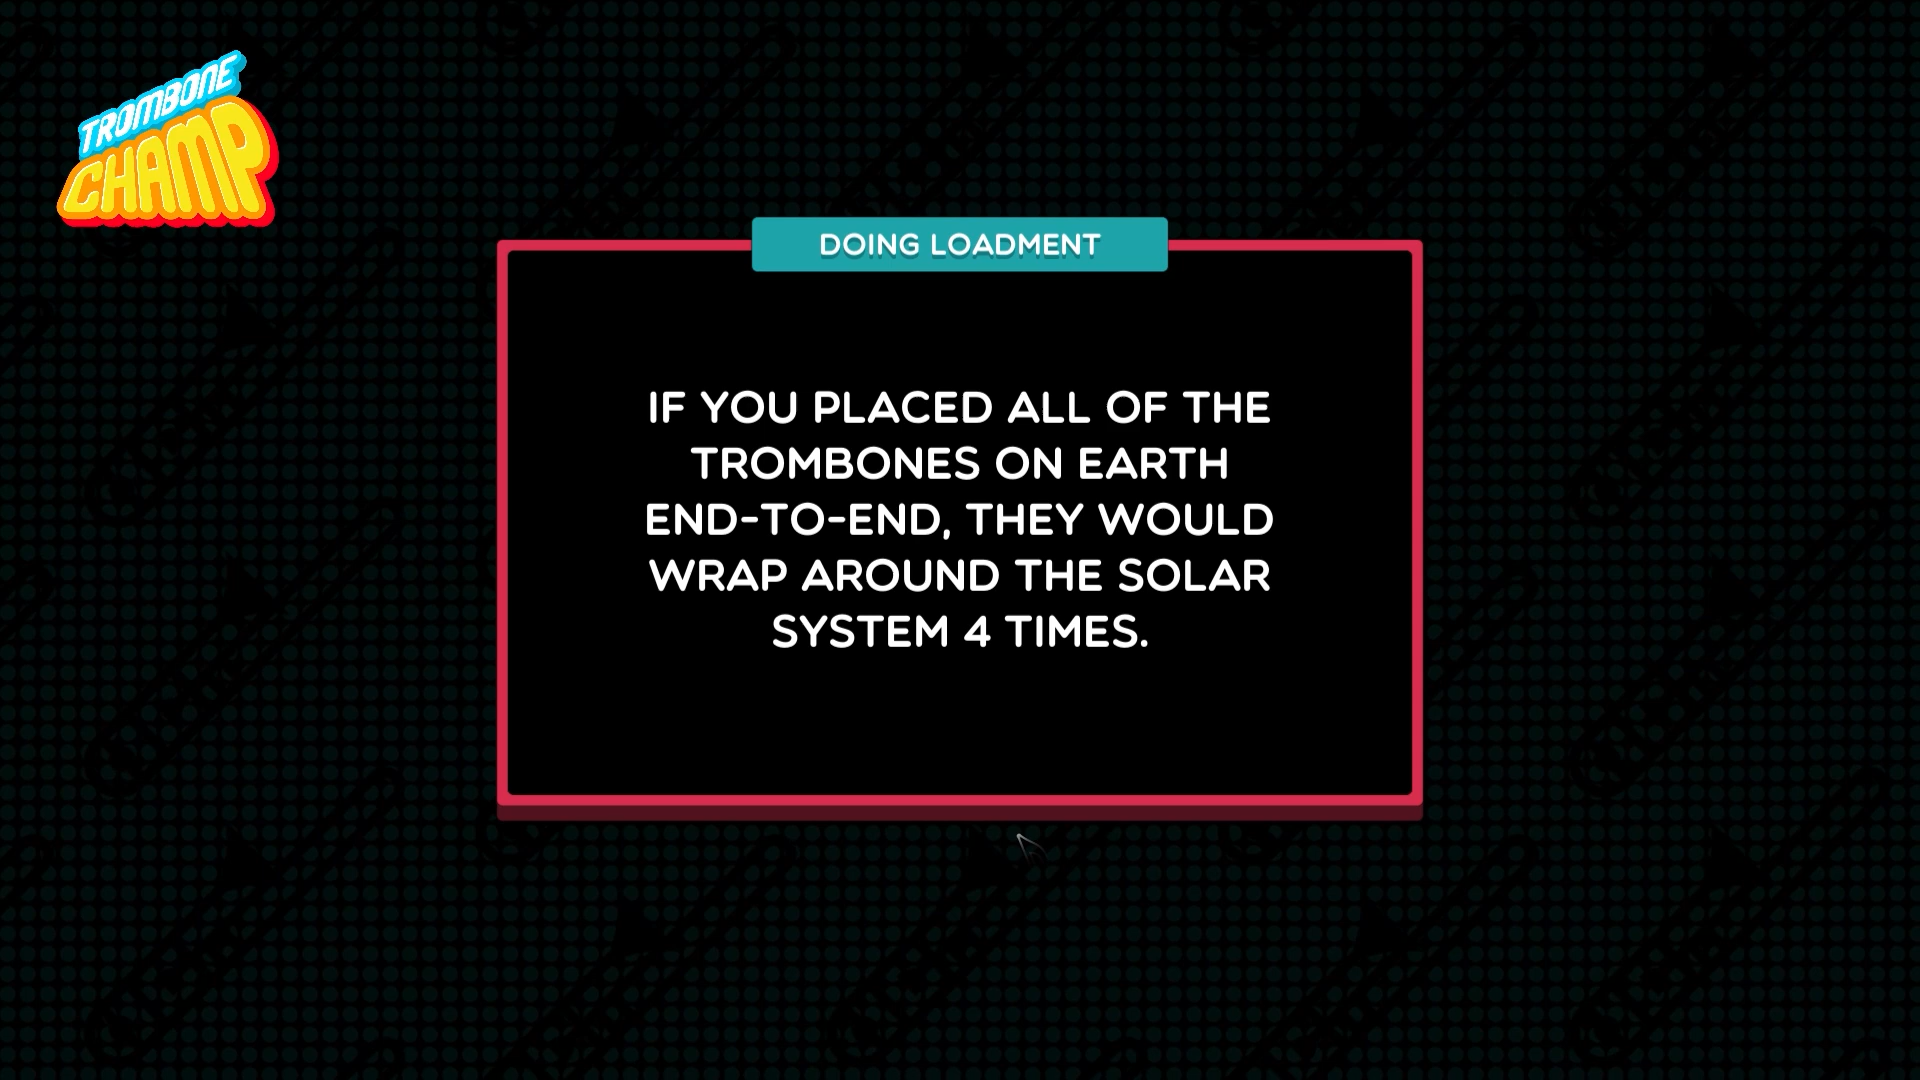 TROMBONE
CHAMP
DOING LOADMENT
IF YOU PLACED ALL OF THE
TROMBONES ON EARTH
END-TO-END, THEY WOULD
WRAP AROUND THE SOLAR
SYSTEM 4 TIMES.